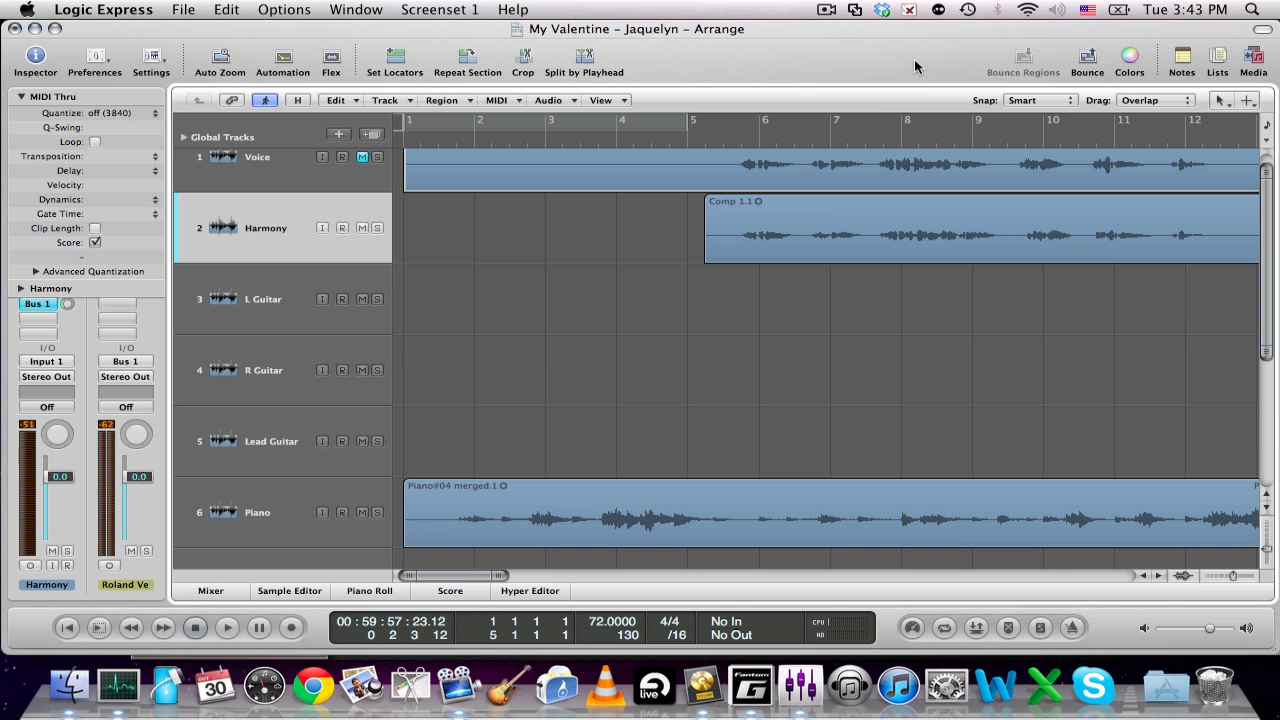 Logic Express File Edit Options Window Screenset 1 Help Tue 3:43 PM
My Valentine – Jaquelyn – Arrange
Inspector Preferences Settings Auto Zoom Automation Flex Set Locators Repeat Section Crop Split by Playhead Bounce Regions Bounce Colors Notes Lists Media
MIDI Thru
Quantize: off (3840)
Q-Swing:
Loop:
Transposition:
Delay:
Velocity:
Dynamics:
Gate Time:
Clip Length:
Score:
–
Advanced Quantization
Harmony
Bus 1
I/O I/O
Input 1 Bus 1
Stereo Out Stereo Out
Off Off
-51 -62
0.0 0.0
M S M S
I R
Harmony Roland Ve
H Edit Track Region MIDI Audio View Snap: Smart Drag: Overlap
Global Tracks
1 2 3 4 5 6 7 8 9 10 11 12
1 Voice I R M S
2 Harmony I R M S
Comp 1.1
3 L Guitar I R M S
4 R Guitar I R M S
5 Lead Guitar I R M S
6 Piano I R M S
Piano#04 merged.1
P
Mixer Sample Editor Piano Roll Score Hyper Editor
00:59:57:23.12 1 1 1 1 72.0000 4/4 No In CPU
0 2 3 12 5 1 1 1 130 /16 No Out HD
S
OCT
30
live
G
W X S